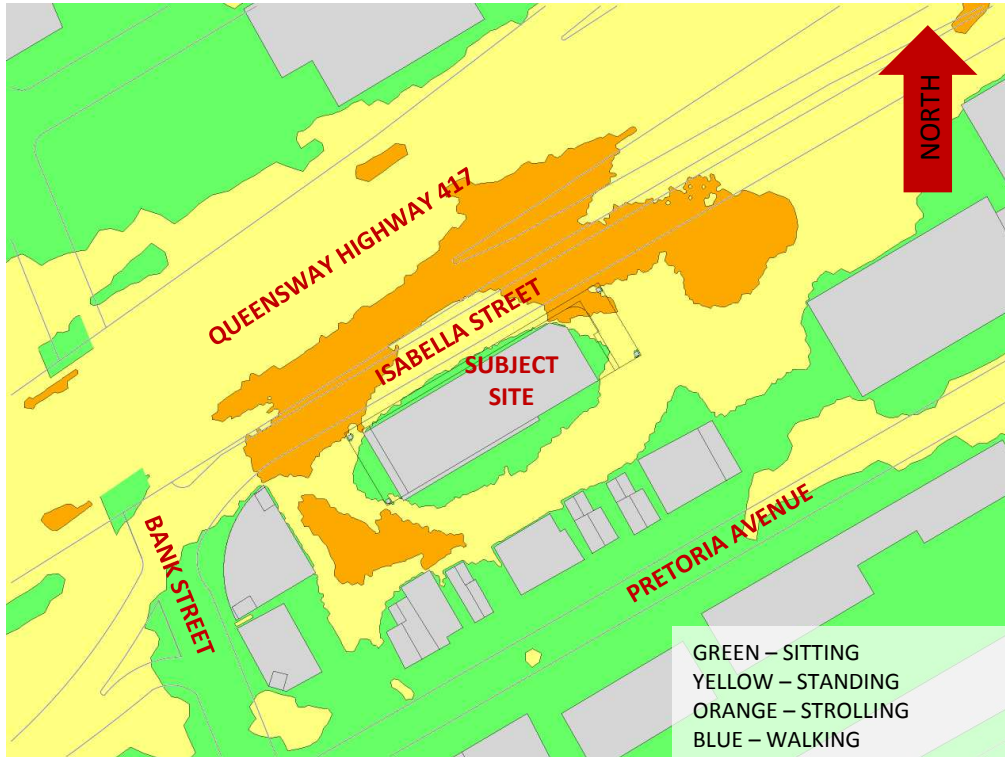 NORTH
QUEENSWAY HIGHWAY 417
ISABELLA STREET
SUBJECT
SITE
BANK STREET
PRETORIA AVENUE
GREEN – SITTING
YELLOW – STANDING
ORANGE – STROLLING
BLUE – WALKING